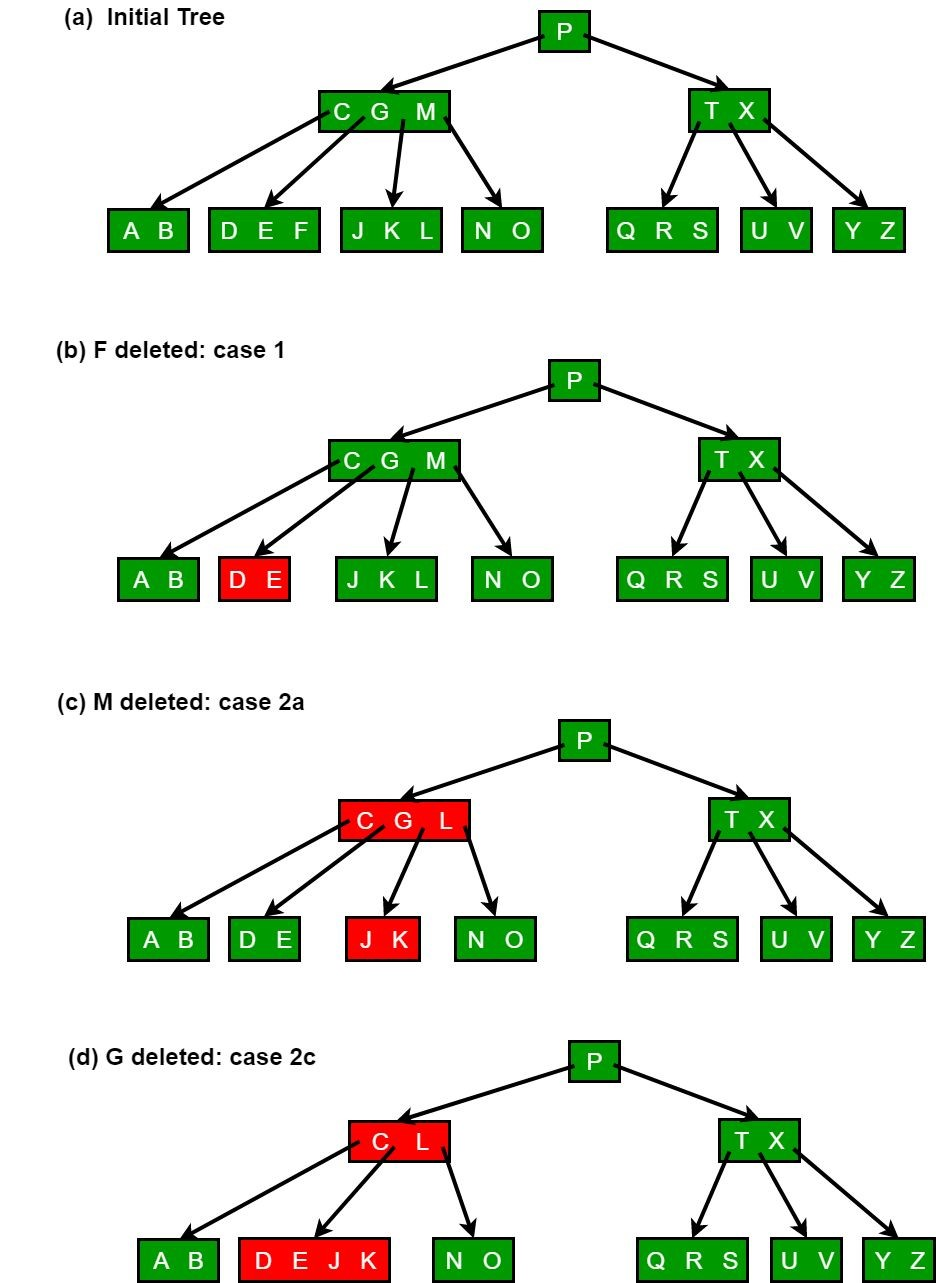 (a) Initial Tree
P
C G M
T X
A B
D E F
J K L
N O
Q R S
U V
Y Z
(b) F deleted: case 1
P
C G M
T X
A B
D E
J K L
N O
Q R S
U V
Y Z
(c) M deleted: case 2a
P
C G L
T X
A B
D E
J K
N O
Q R S
U V
Y Z
(d) G deleted: case 2c
P
C L
T X
A B
D E J K
N O
Q R S
U V
Y Z